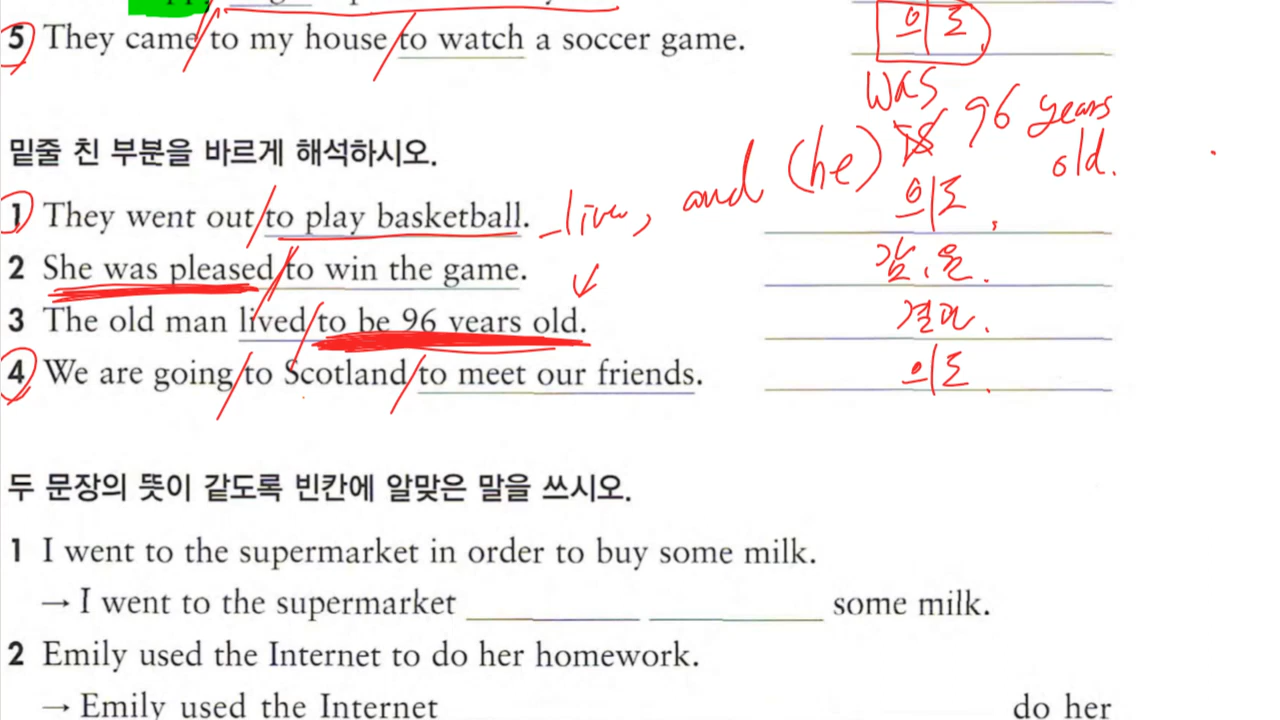 5 They came to my house to watch a soccer game.
의도
was
밑줄 친 부분을 바르게 해석하시오.
and (he) is 96 years old.
1 They went out to play basketball.
의도
2 She was pleased to win the game.
감, 원.
3 The old man lived to be 96 years old.
결과.
4 We are going to Scotland to meet our friends.
의도.
두 문장의 뜻이 같도록 빈칸에 알맞은 말을 쓰시오.
1 I went to the supermarket in order to buy some milk.
→ I went to the supermarket some milk.
2 Emily used the Internet to do her homework.
→ Emily used the Internet do her